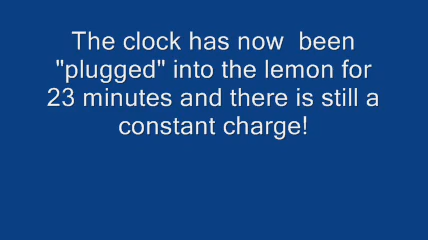 The clock has now  been
"plugged" into the lemon for
23 minutes and there is still a
constant charge!